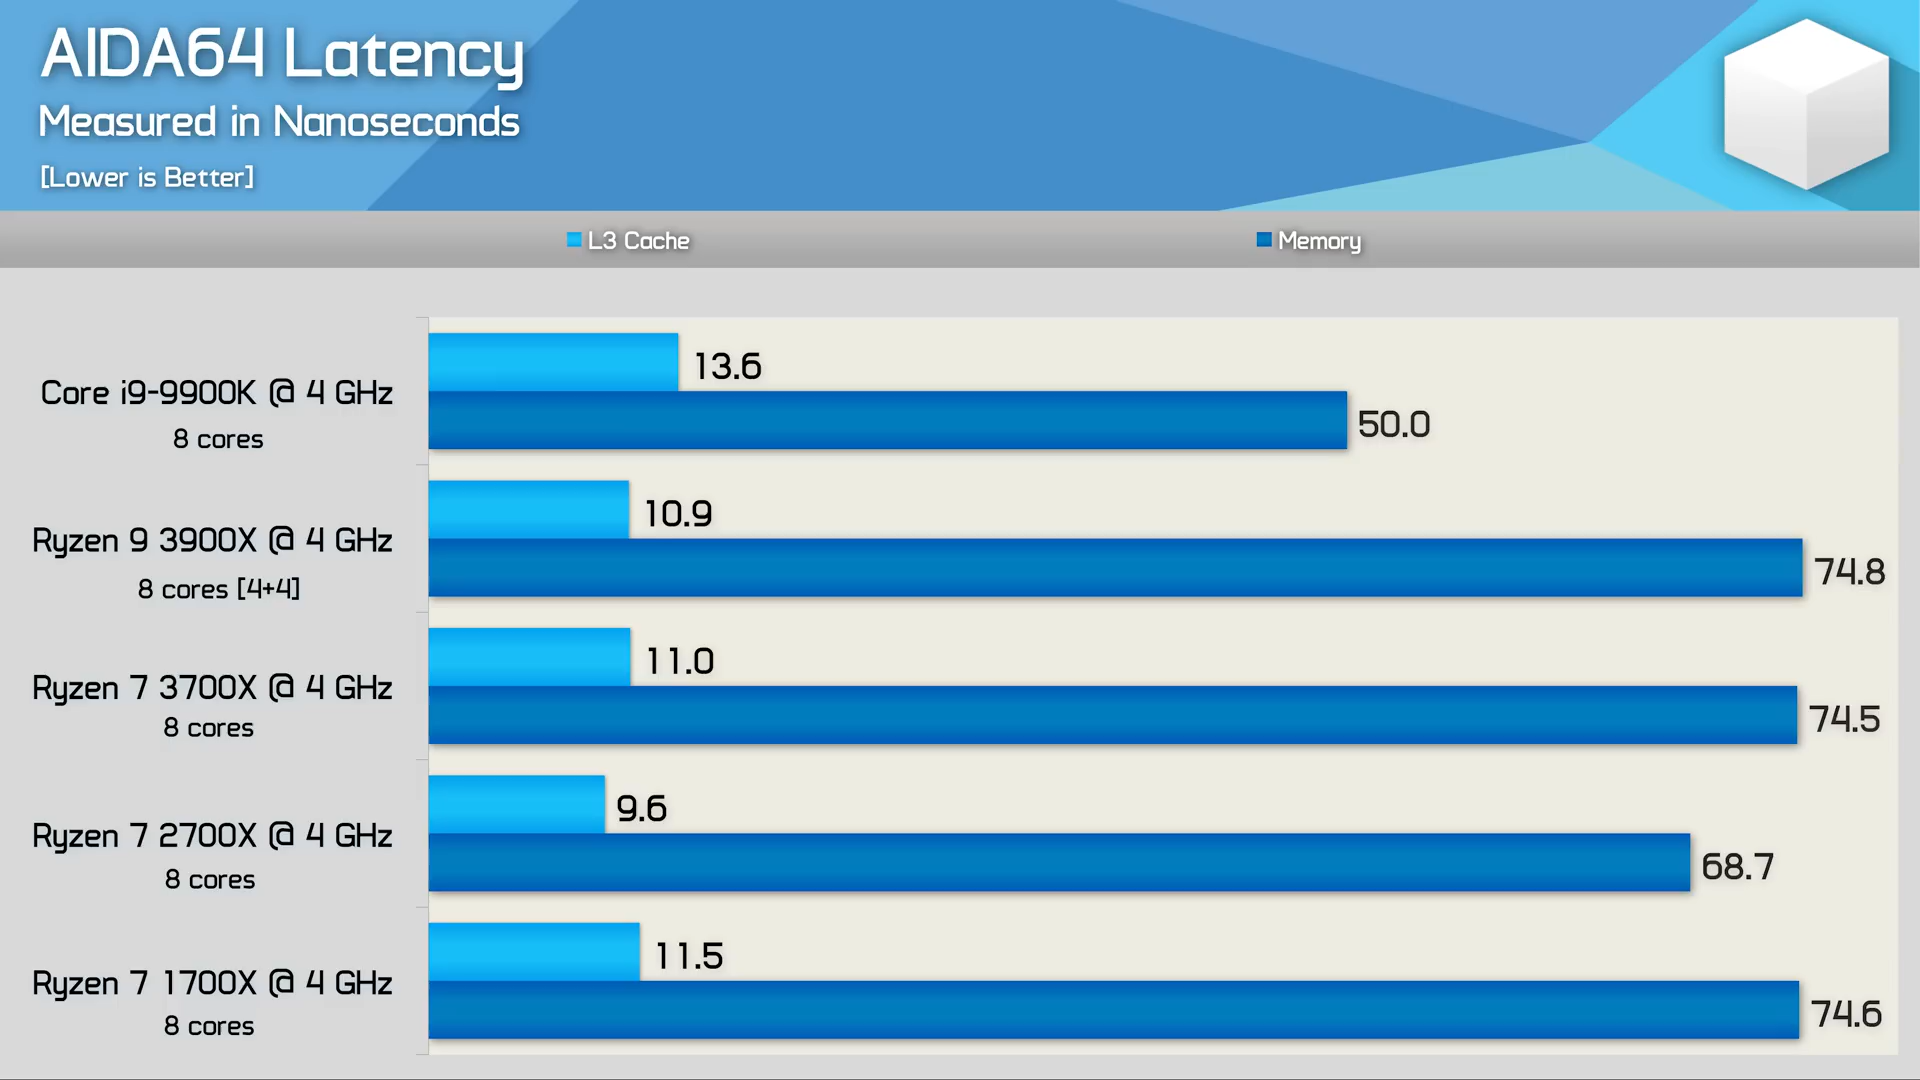 AIDA64 Latency
Measured in Nanoseconds
[Lower is Better]
L3 Cache
Memory
Core i9-9900K @ 4 GHz
8 cores
13.6
50.0
Ryzen 9 3900X @ 4 GHz
8 cores [4+4]
10.9
74.8
Ryzen 7 3700X @ 4 GHz
8 cores
11.0
74.5
Ryzen 7 2700X @ 4 GHz
8 cores
9.6
68.7
Ryzen 7 1700X @ 4 GHz
8 cores
11.5
74.6